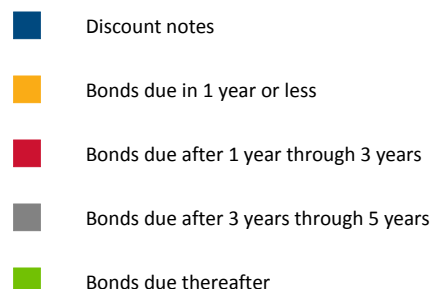 Discount notes
Bonds due in 1 year or less
Bonds due after 1 year through 3 years
Bonds due after 3 years through 5 years
Bonds due thereafter